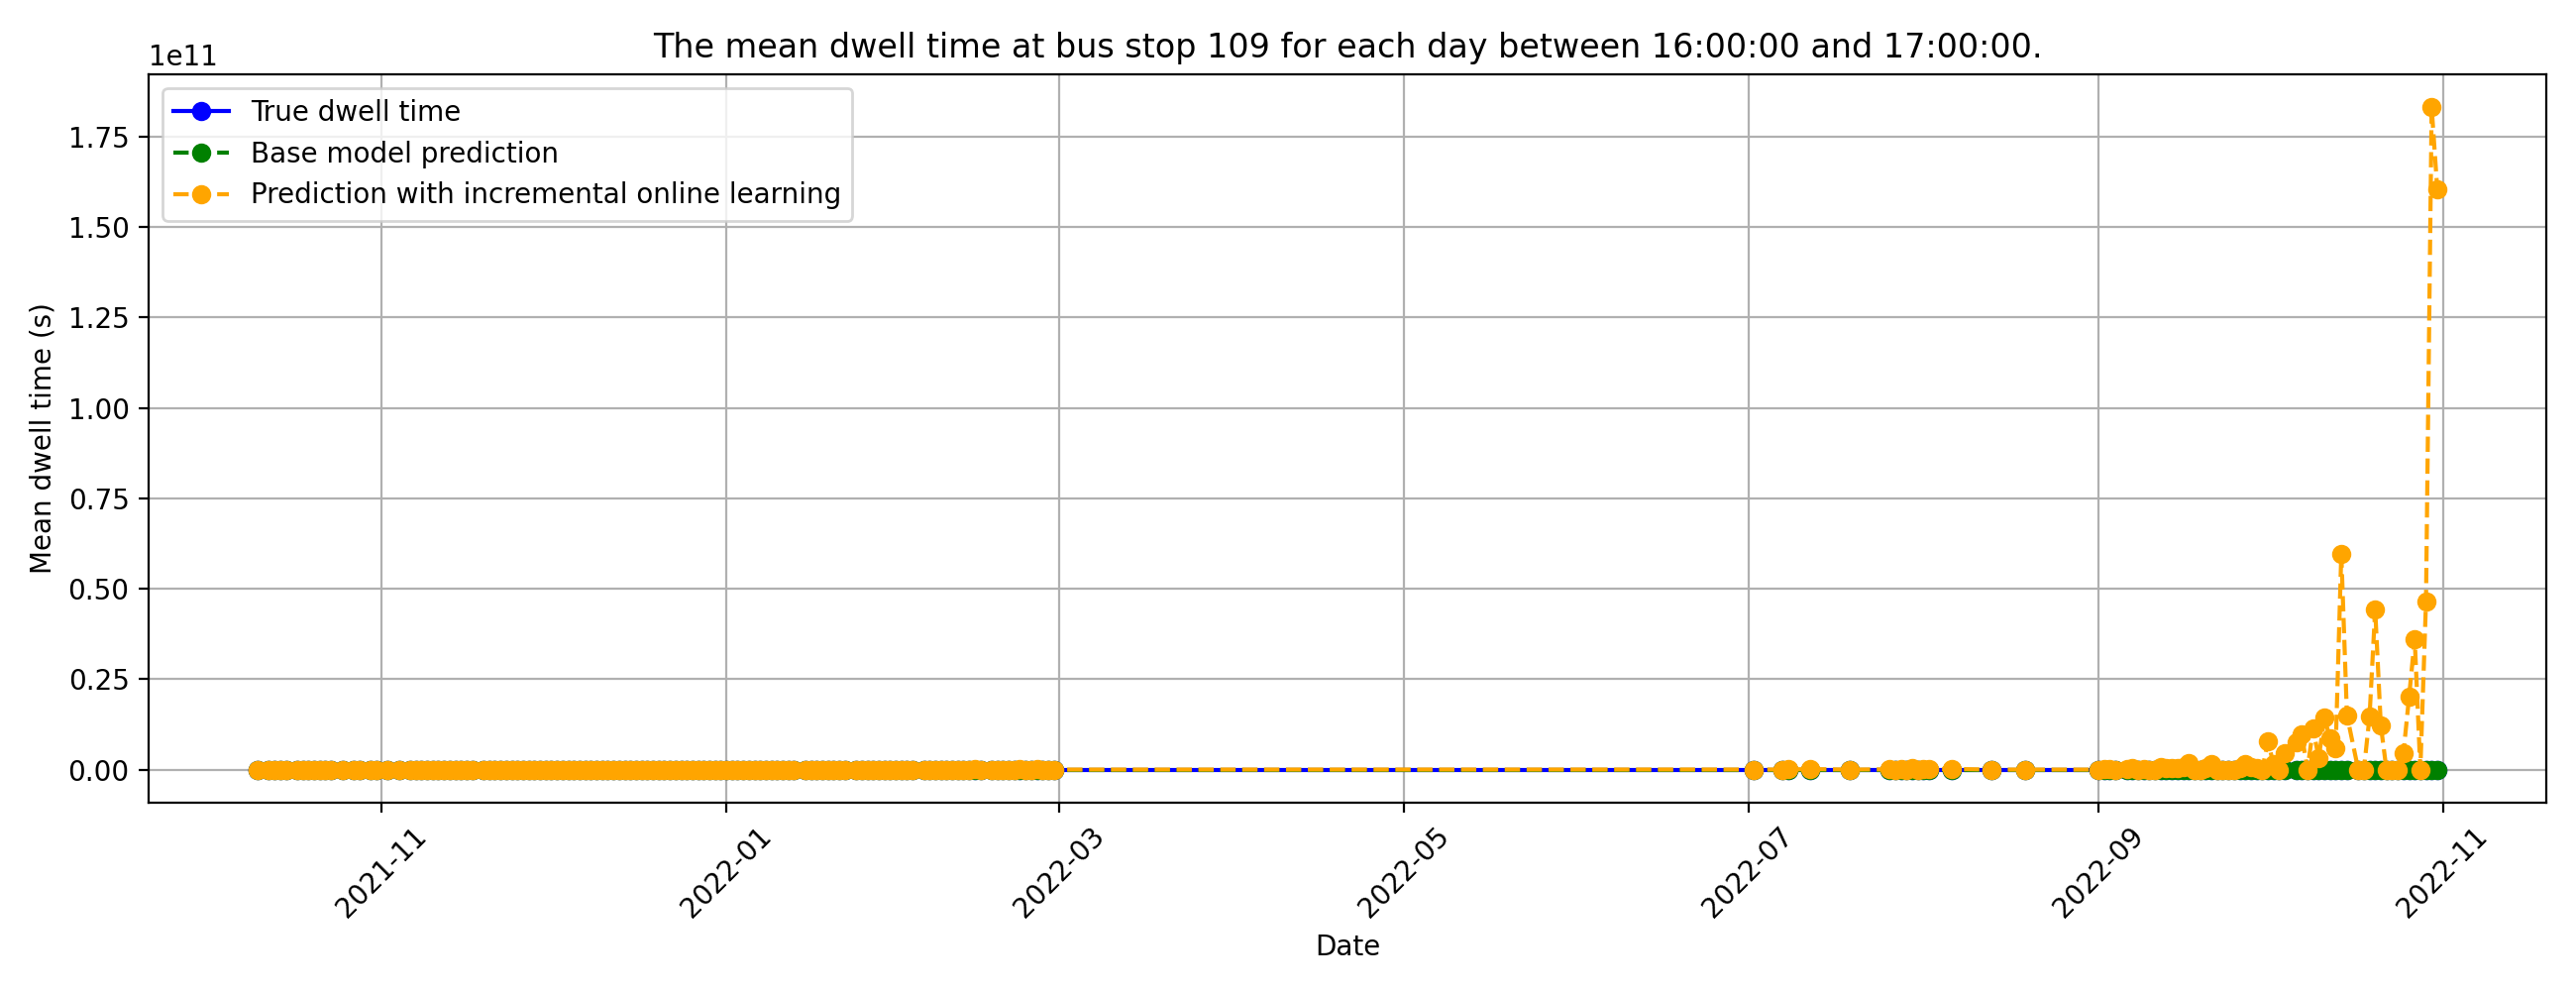 The mean dwell time at bus stop 109 for each day between 16:00:00 and 17:00:00.
1e11
True dwell time
Base model prediction
Prediction with incremental online learning
Mean dwell time (s)
1.75
1.50
1.25
1.00
0.75
0.50
0.25
0.00
2021-11
2022-01
2022-03
2022-05
2022-07
2022-09
2022-11
Date